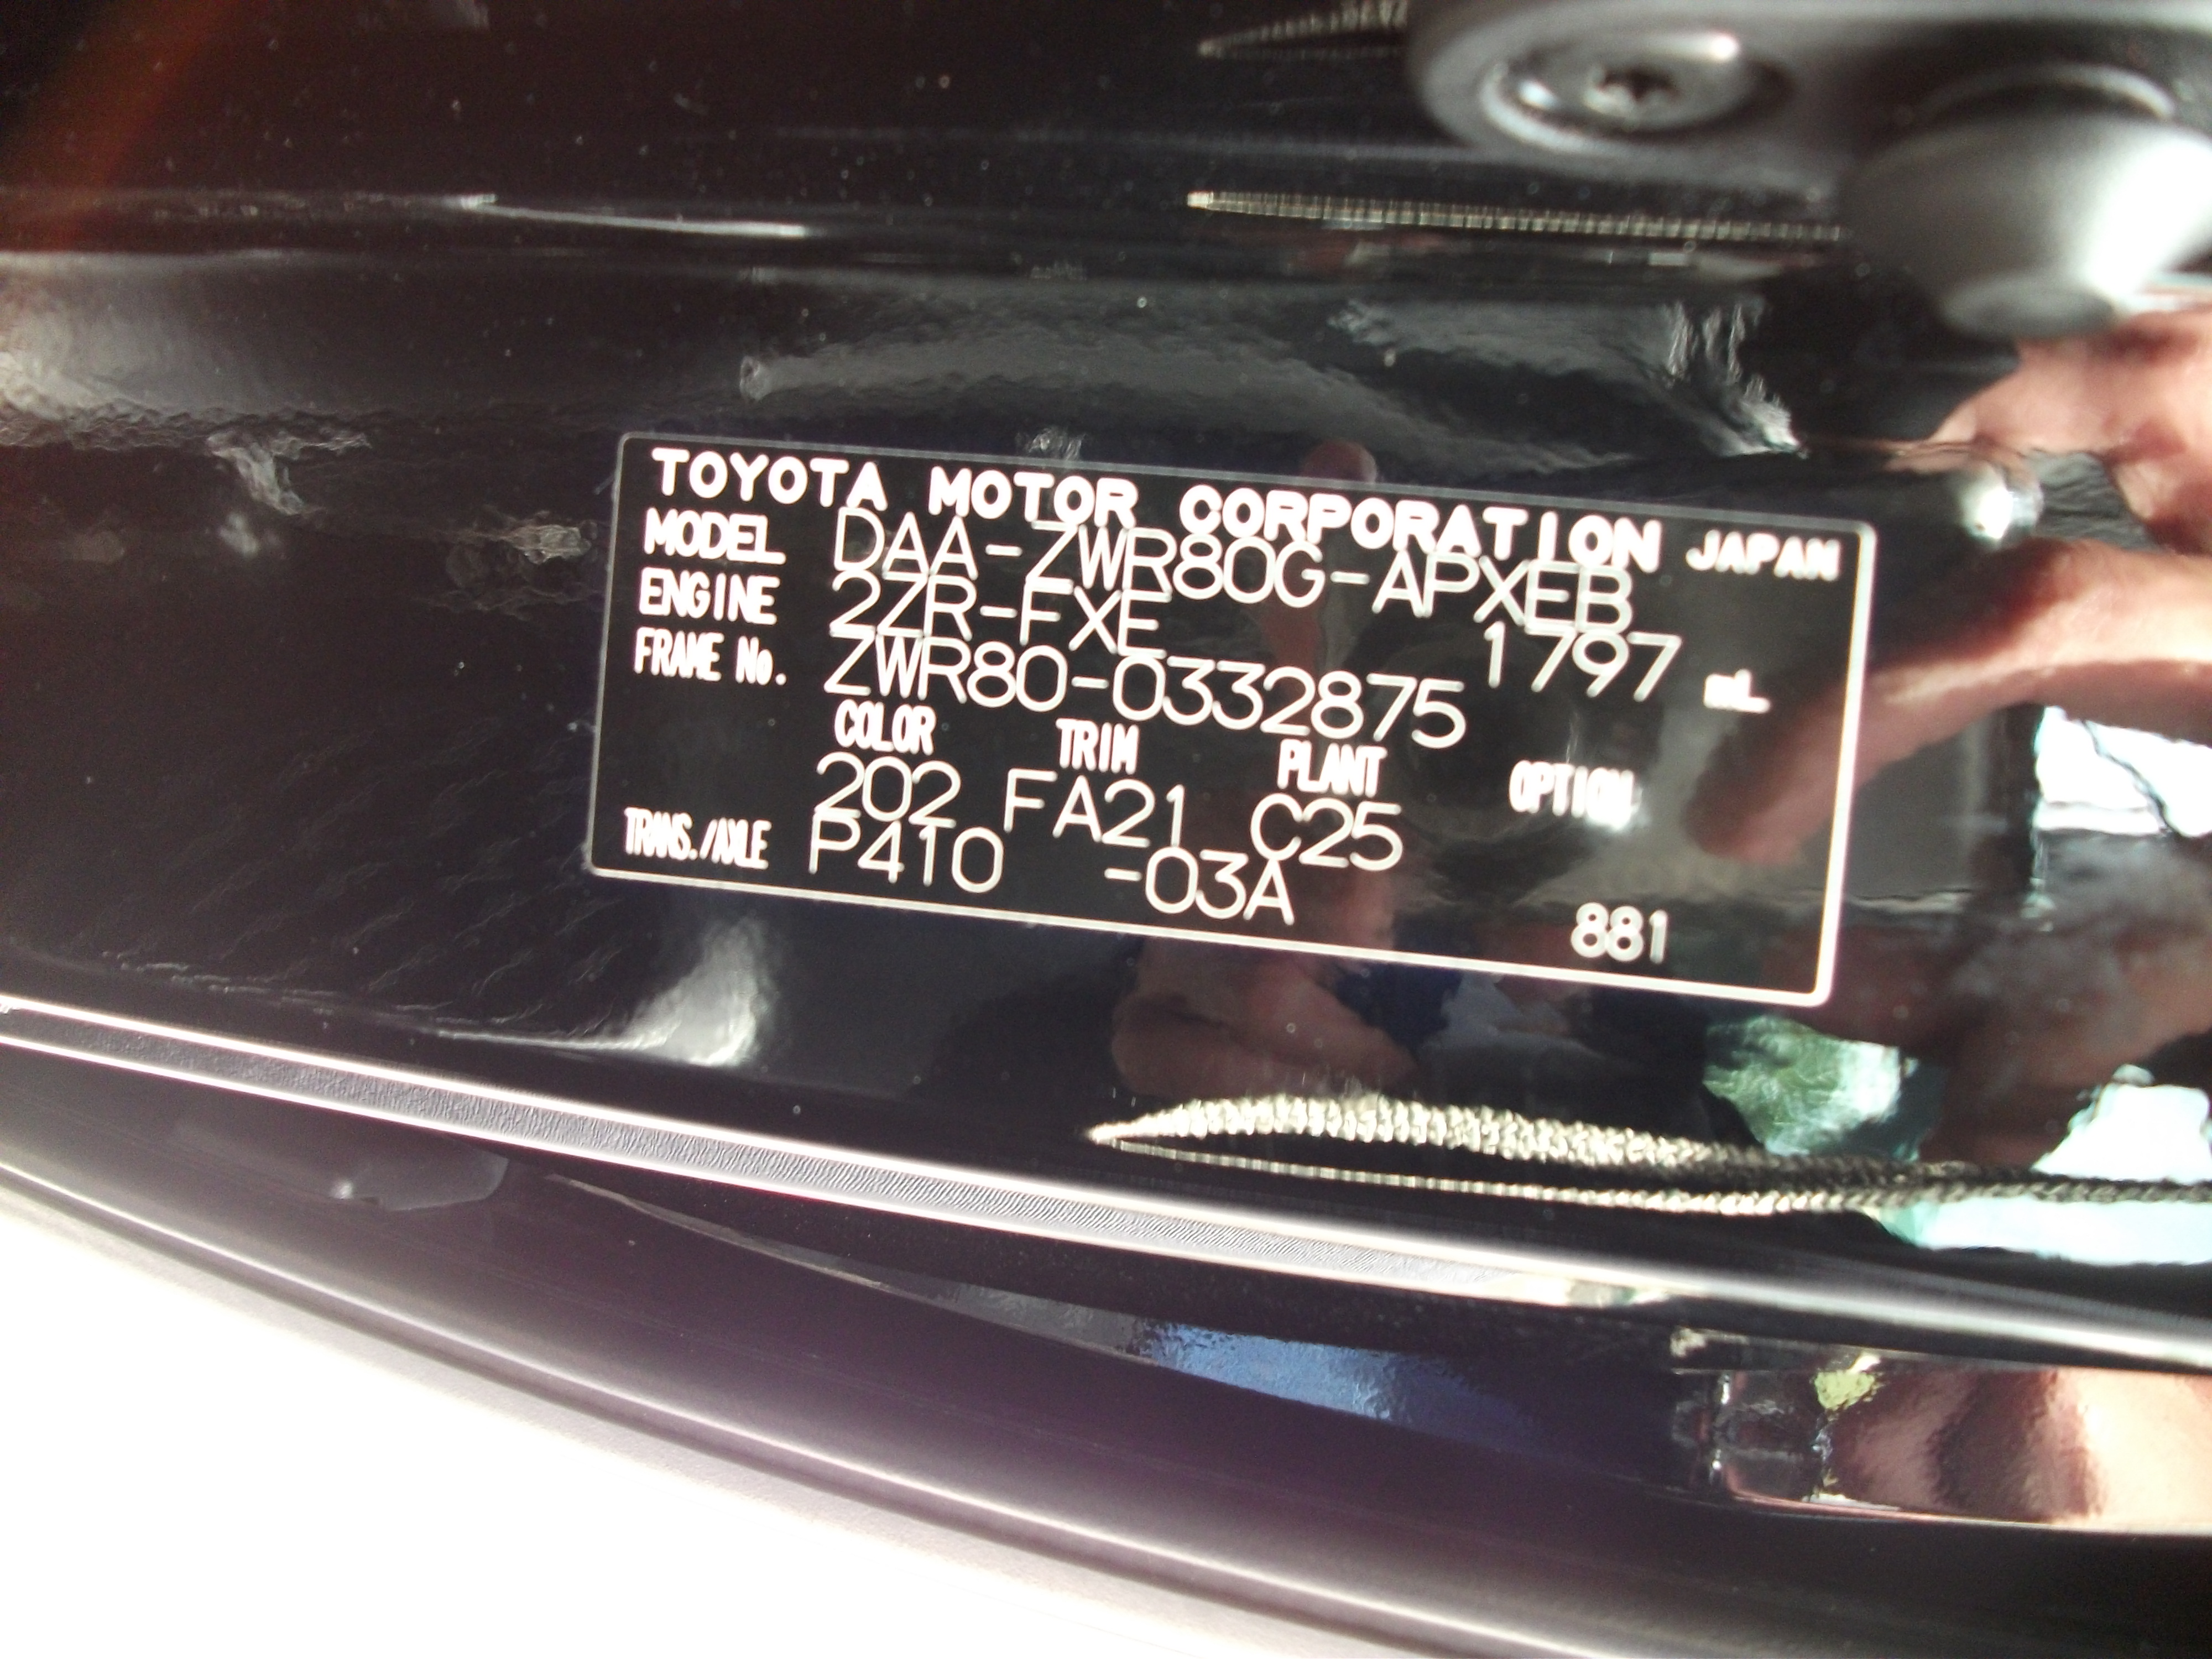 TOYOTA MOTOR CORPORATION JAPAN
MODEL DAA-ZWR80G-APXEB
ENGINE 2ZR-FXE 1797 mL
FRAME No. ZWR80-0332875
COLOR TRIM PLANT OPTION
202 FA21 C25
TRANS./AXLE P410 -03A
881